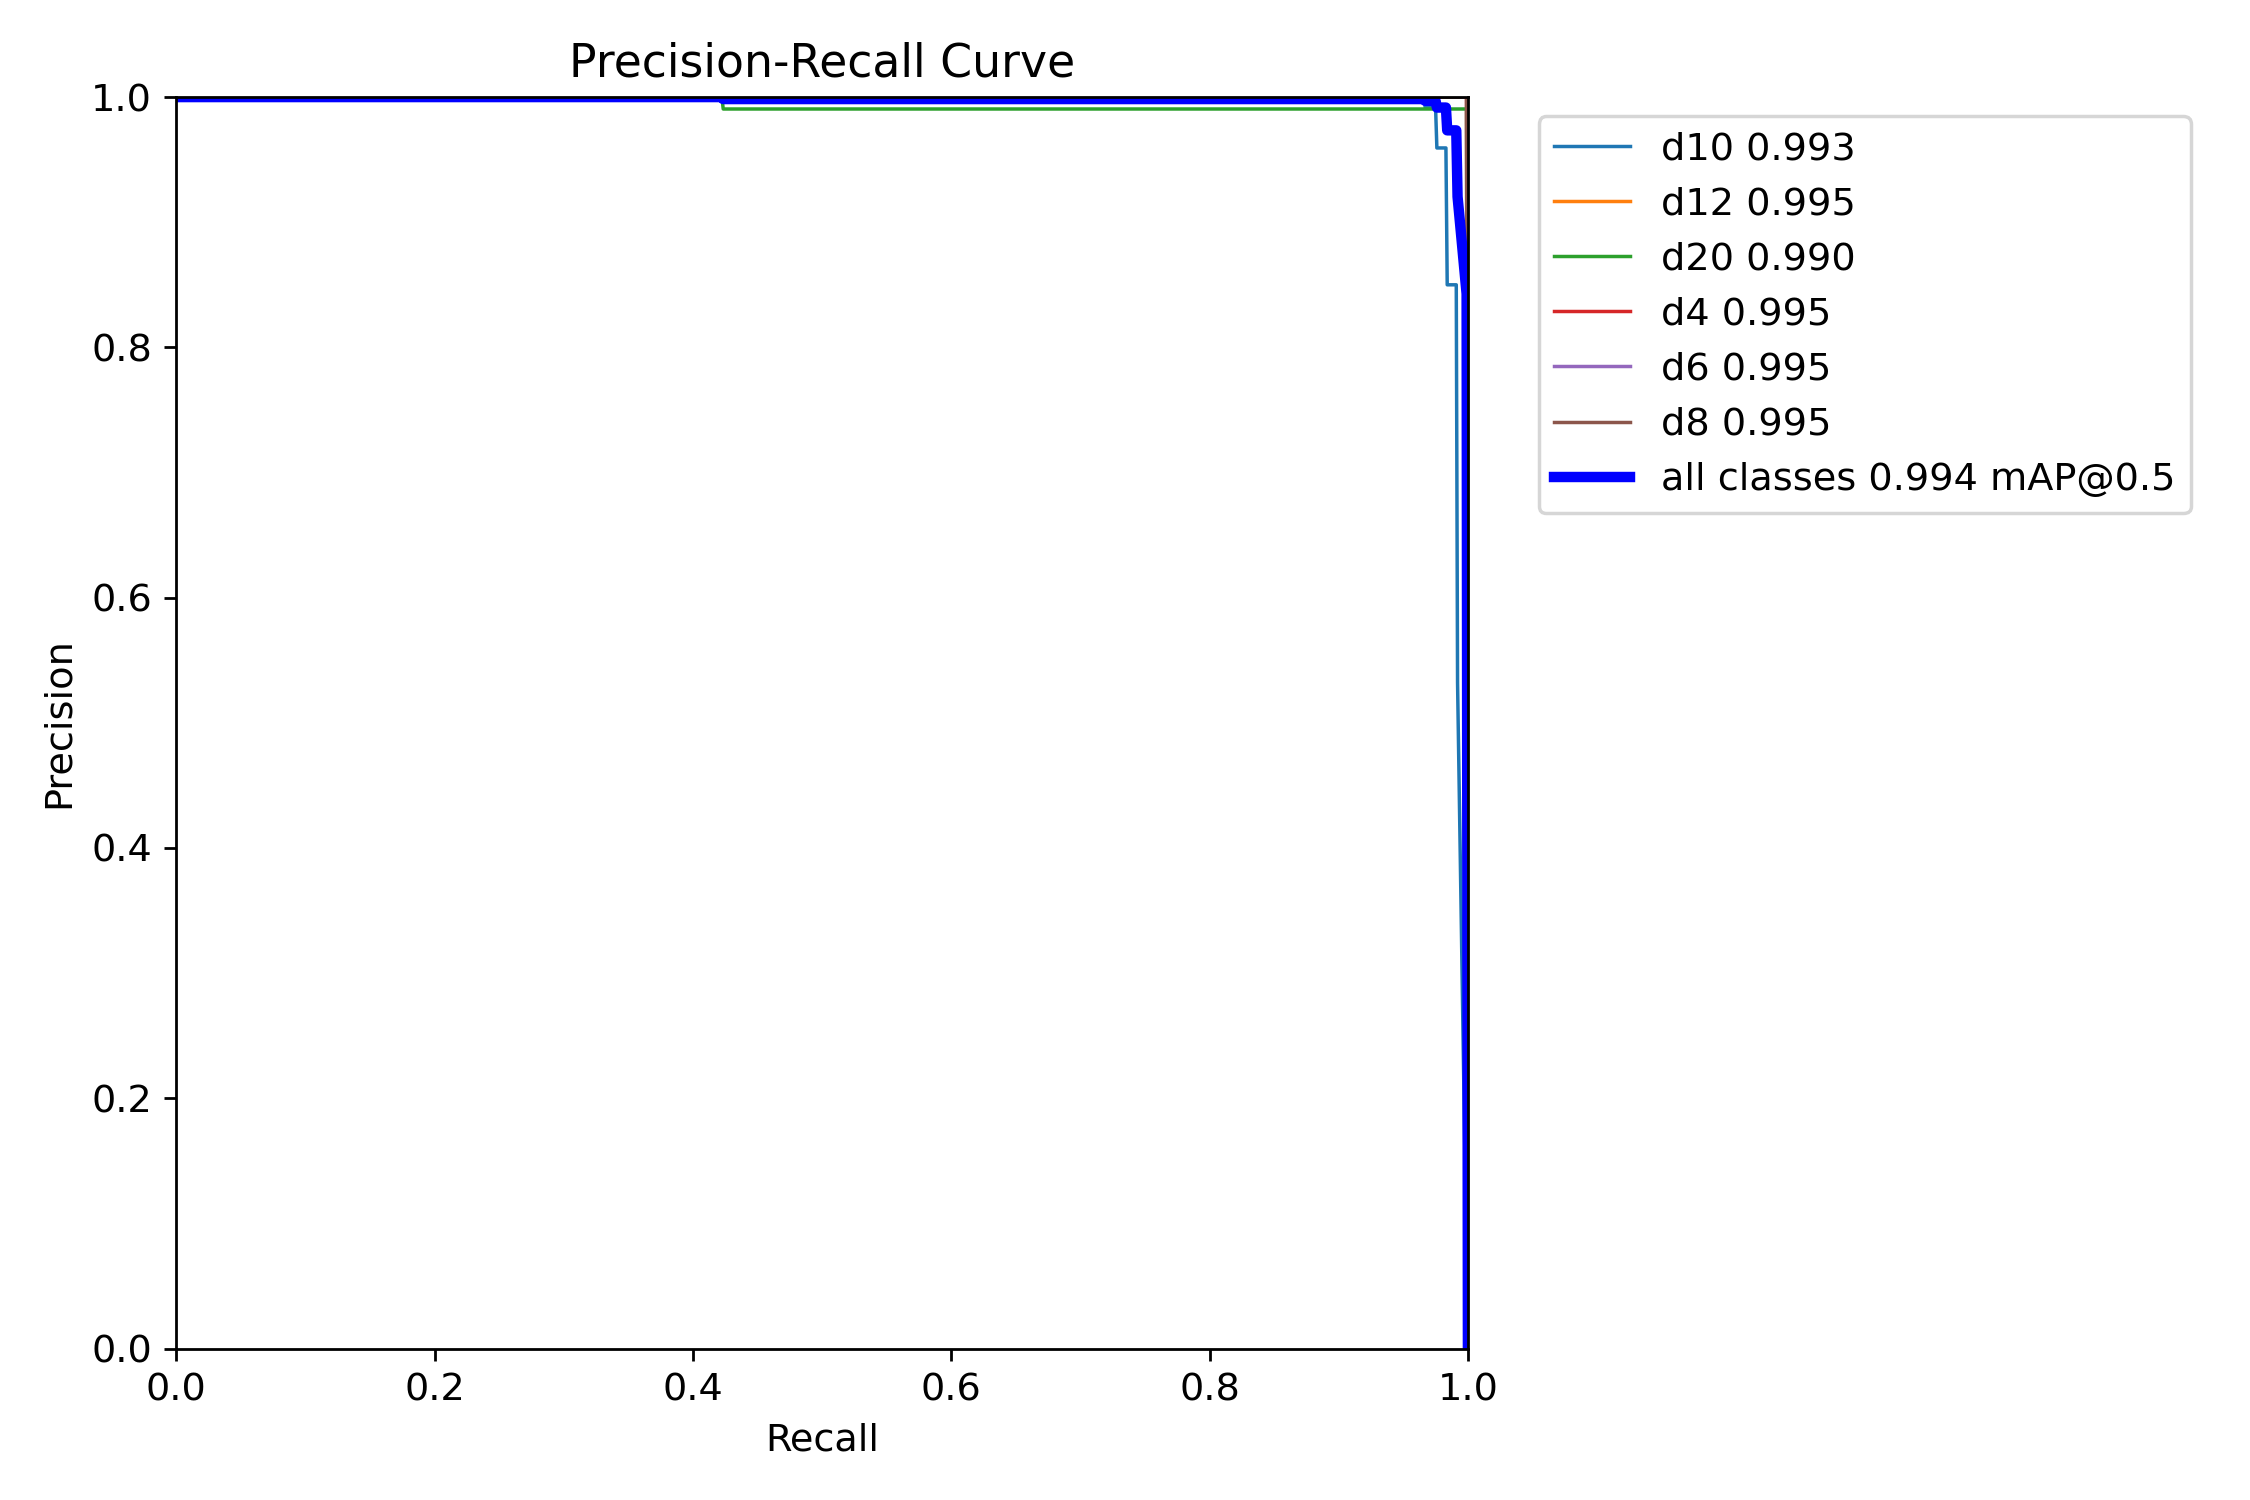 Precision-Recall Curve
1.0
0.8
0.6
0.4
0.2
0.0
Precision
0.0 0.2 0.4 0.6 0.8 1.0
Recall
d10 0.993
d12 0.995
d20 0.990
d4 0.995
d6 0.995
d8 0.995
all classes 0.994 mAP@0.5